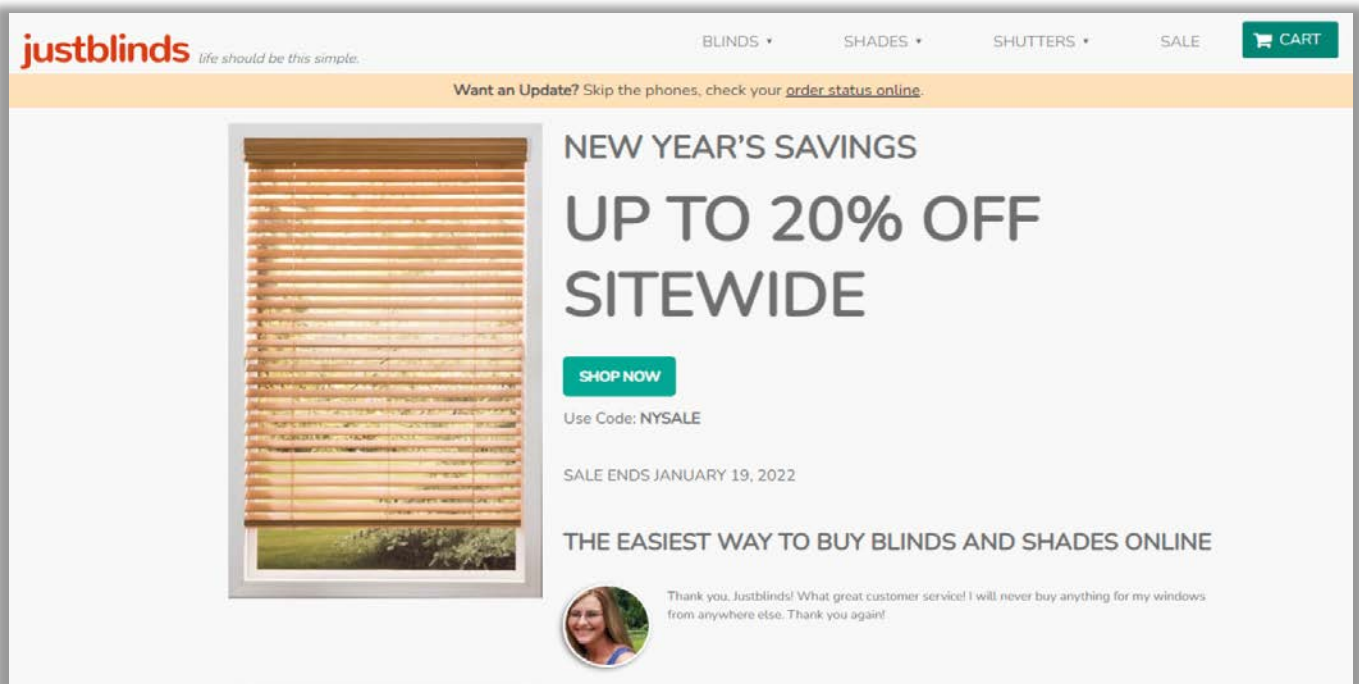 justblinds life should be this simple.
BLINDS ▾ SHADES ▾ SHUTTERS ▾ SALE CART
Want an Update? Skip the phones, check your order status online.
NEW YEAR'S SAVINGS
UP TO 20% OFF
SITEWIDE
SHOP NOW
Use Code: NYSALE
SALE ENDS JANUARY 19, 2022
THE EASIEST WAY TO BUY BLINDS AND SHADES ONLINE
Thank you, Justblinds! What great customer service! I will never buy anything for my windows
from anywhere else. Thank you again!